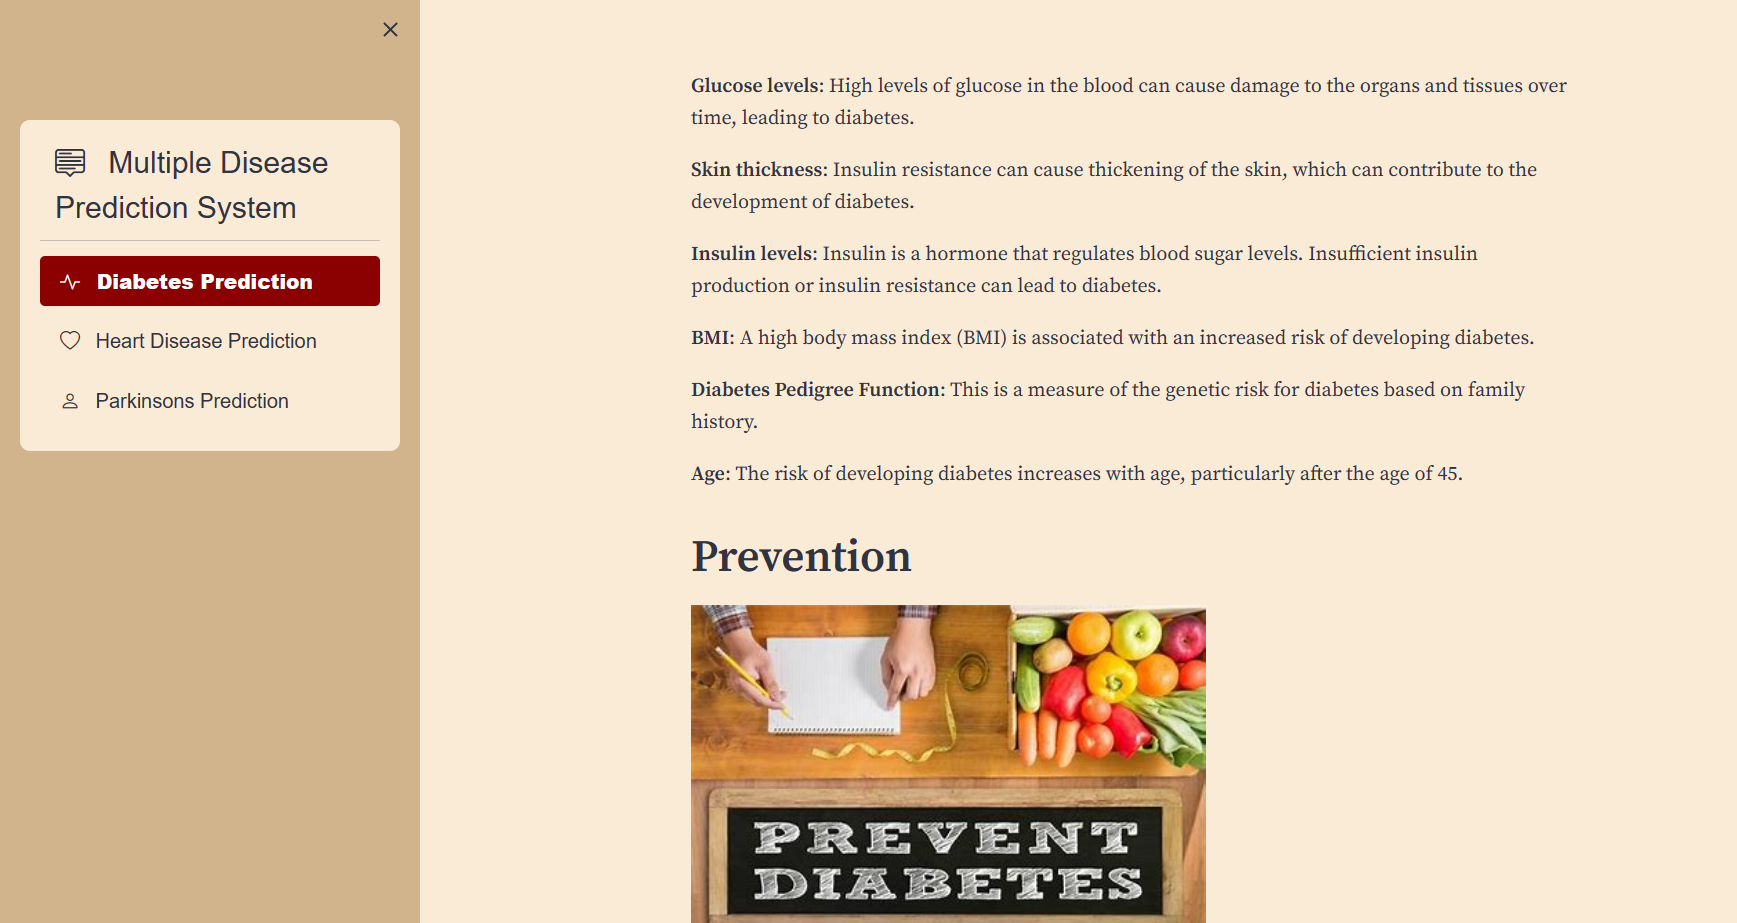 Multiple Disease
Prediction System
Diabetes Prediction
Heart Disease Prediction
Parkinsons Prediction
Glucose levels: High levels of glucose in the blood can cause damage to the organs and tissues over
time, leading to diabetes.
Skin thickness: Insulin resistance can cause thickening of the skin, which can contribute to the
development of diabetes.
Insulin levels: Insulin is a hormone that regulates blood sugar levels. Insufficient insulin
production or insulin resistance can lead to diabetes.
BMI: A high body mass index (BMI) is associated with an increased risk of developing diabetes.
Diabetes Pedigree Function: This is a measure of the genetic risk for diabetes based on family
history.
Age: The risk of developing diabetes increases with age, particularly after the age of 45.
Prevention
PREVENT
DIABETES